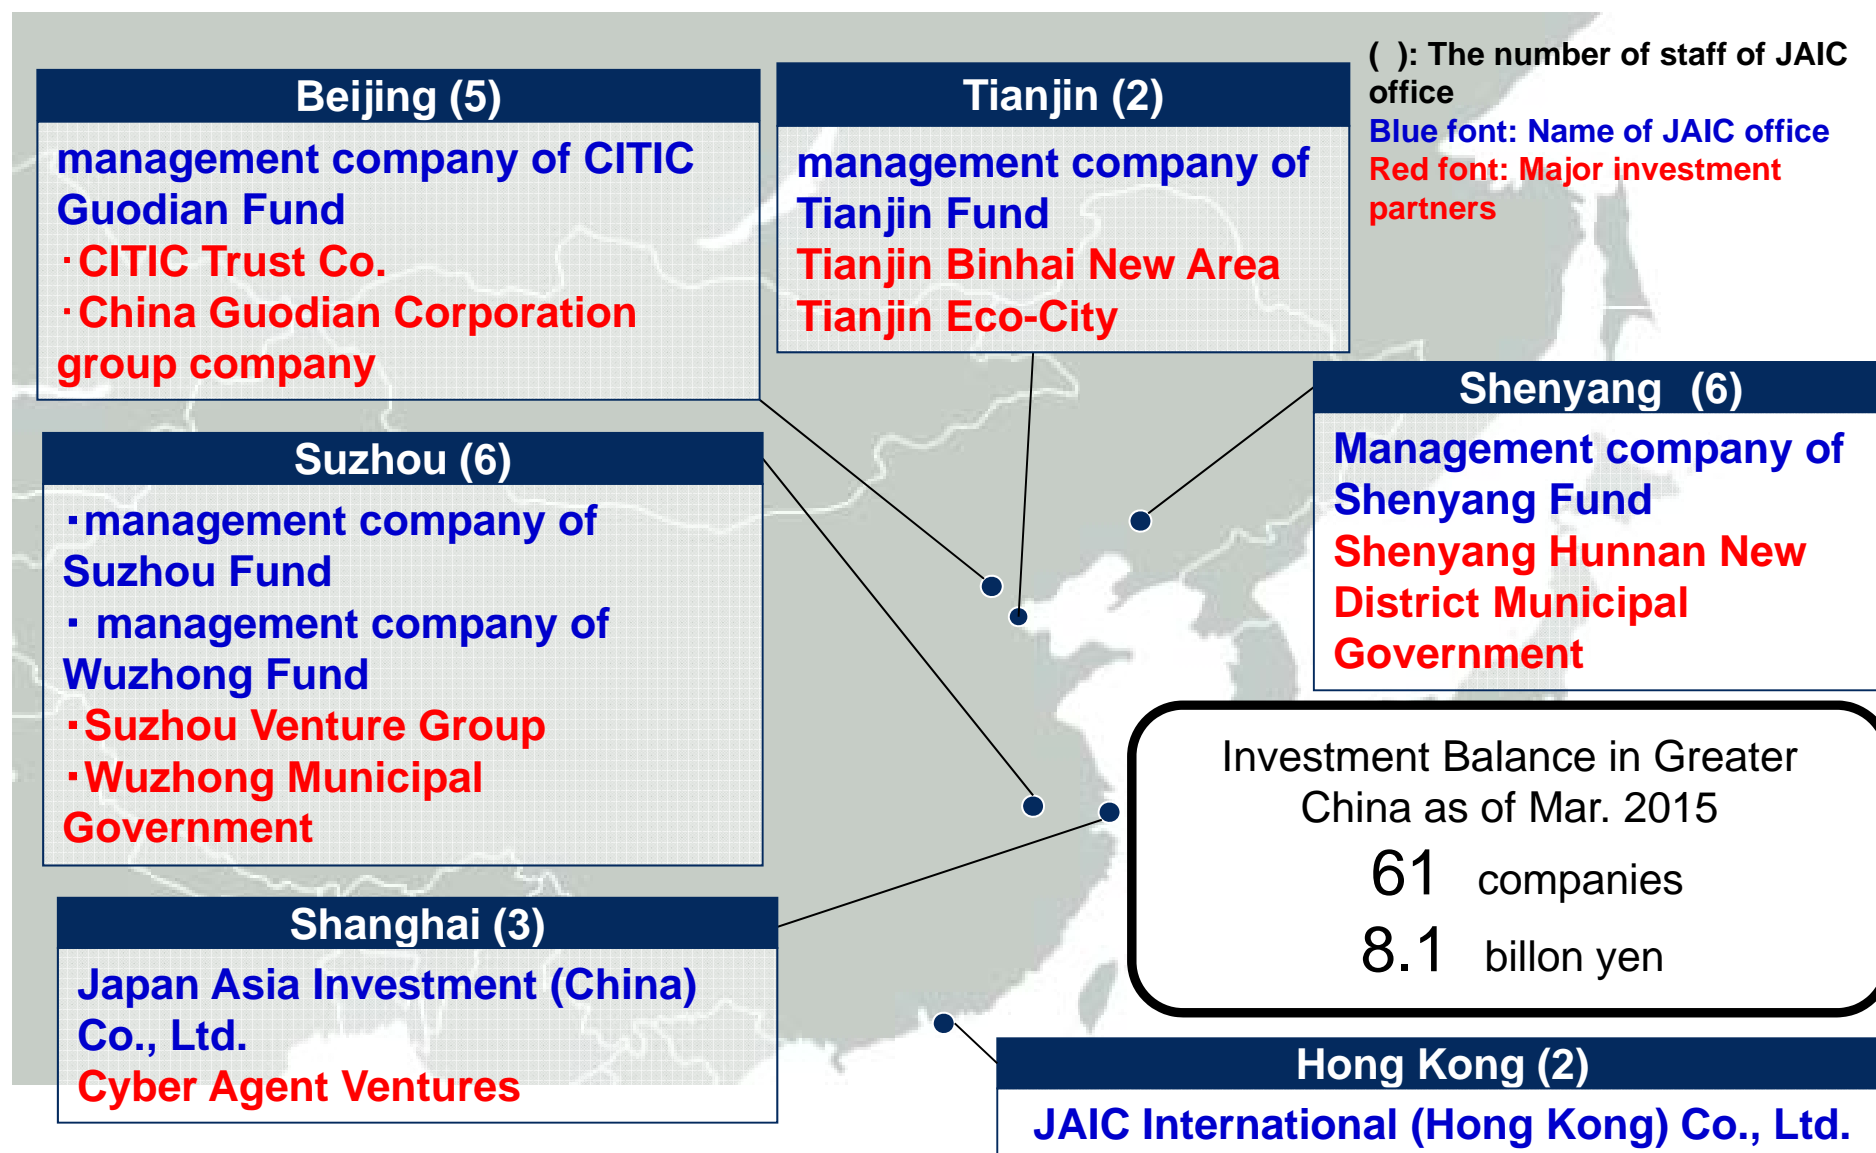 ( ): The number of staff of JAIC
office
Blue font: Name of JAIC office
Red font: Major investment
partners
Beijing (5)
management company of CITIC
Guodian Fund
・CITIC Trust Co.
・China Guodian Corporation
group company
Tianjin (2)
management company of
Tianjin Fund
Tianjin Binhai New Area
Tianjin Eco-City
Shenyang (6)
Management company of
Shenyang Fund
Shenyang Hunnan New
District Municipal
Government
Suzhou (6)
・management company of
Suzhou Fund
・ management company of
Wuzhong Fund
・Suzhou Venture Group
・Wuzhong Municipal
Government
Investment Balance in Greater
China as of Mar. 2015
61 companies
8.1 billon yen
Shanghai (3)
Japan Asia Investment (China)
Co., Ltd.
Cyber Agent Ventures
Hong Kong (2)
JAIC International (Hong Kong) Co., Ltd.